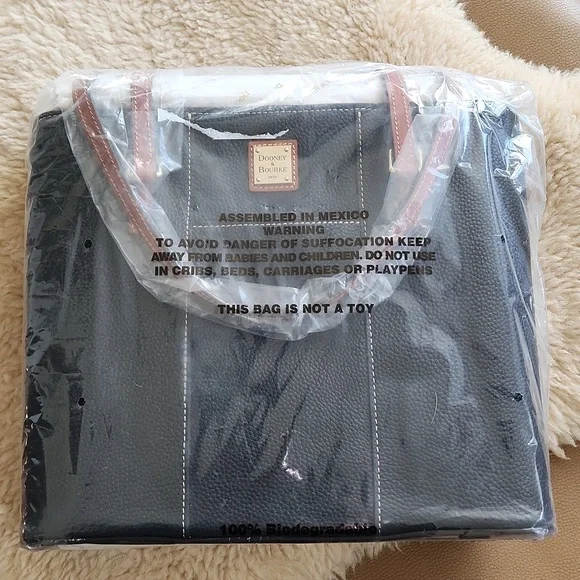 DOONEY
&
BOURKE
1975
ASSEMBLED IN MEXICO
WARNING
TO AVOID DANGER OF SUFFOCATION KEEP
AWAY FROM BABIES AND CHILDREN. DO NOT USE
IN CRIBS, BEDS, CARRIAGES OR PLAYPENS
THIS BAG IS NOT A TOY
100% Biodegradable